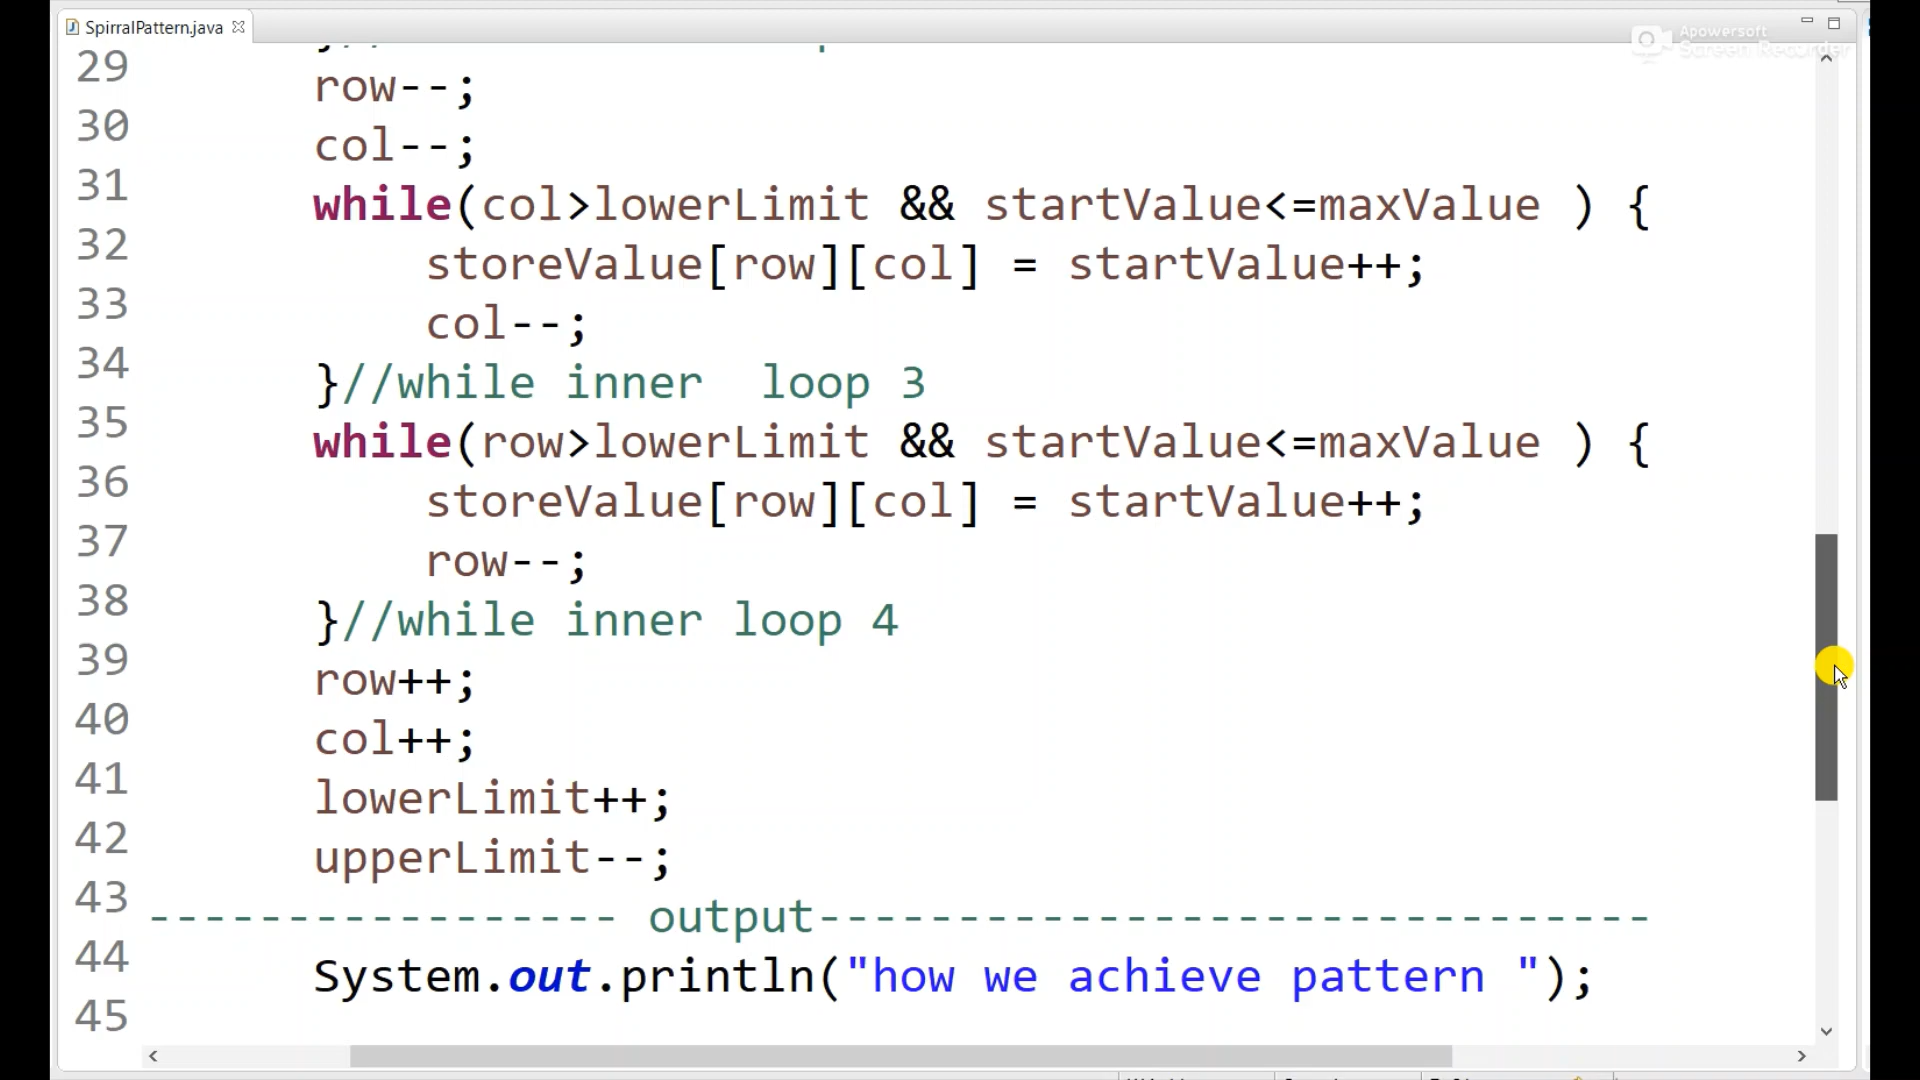 SpirralPattern.java
Apowersoft
Screen Recorder
29 row--;
30 col--;
31 while(col>lowerLimit && startValue<=maxValue ) {
32 storeValue[row][col] = startValue++;
33 col--;
34 }//while inner  loop 3
35 while(row>lowerLimit && startValue<=maxValue ) {
36 storeValue[row][col] = startValue++;
37 row--;
38 }//while inner loop 4
39 row++;
40 col++;
41 lowerLimit++;
42 upperLimit--;
43 ----------------- output------------------------------
44 System.out.println("how we achieve pattern ");
45